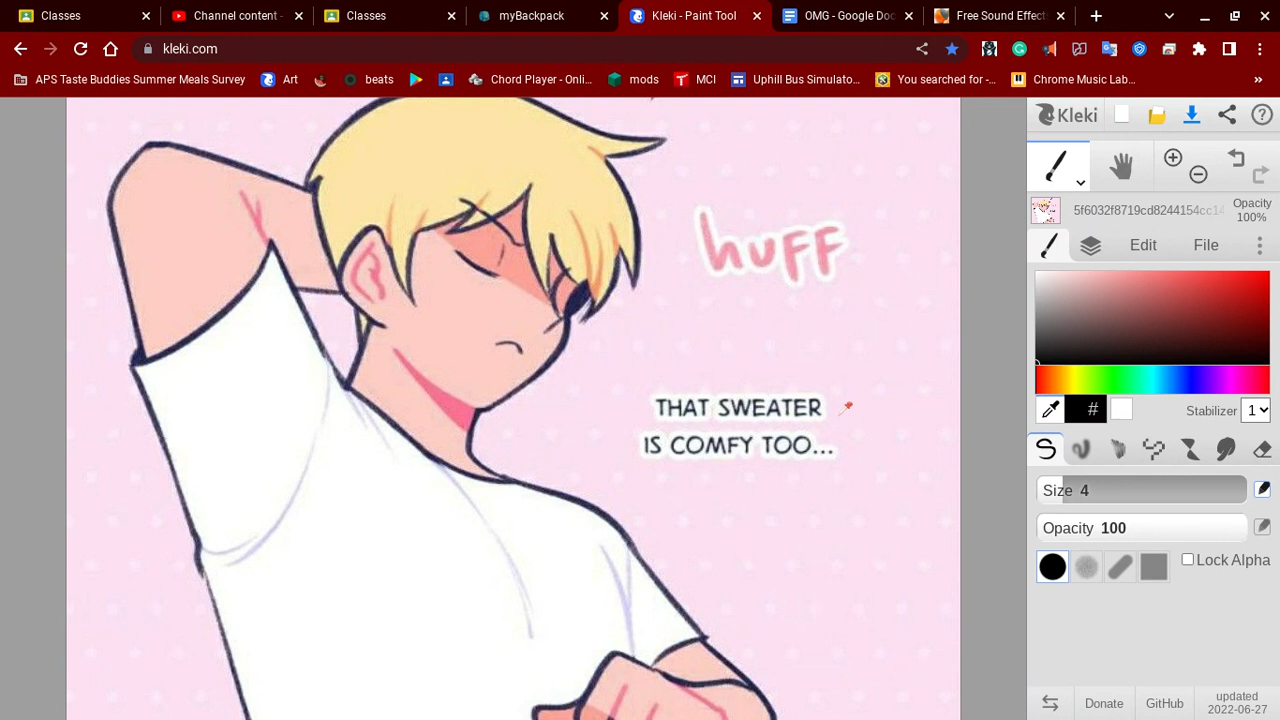 Classes
Channel content -
Classes
myBackpack
Kleki - Paint Tool
OMG - Google Doc
Free Sound Effect
kleki.com
APS Taste Buddies Summer Meals Survey
Art
beats
Chord Player - Onli...
mods
MCI
Uphill Bus Simulato...
You searched for -...
Chrome Music Lab...
»
Kleki
5f6032f8719cd8244154cc14
Opacity
100%
Edit
File
huff
THAT SWEATER
IS COMFY TOO...
#
Stabilizer 1
Size 4
Opacity 100
Lock Alpha
Donate
GitHub
updated
2022-06-27